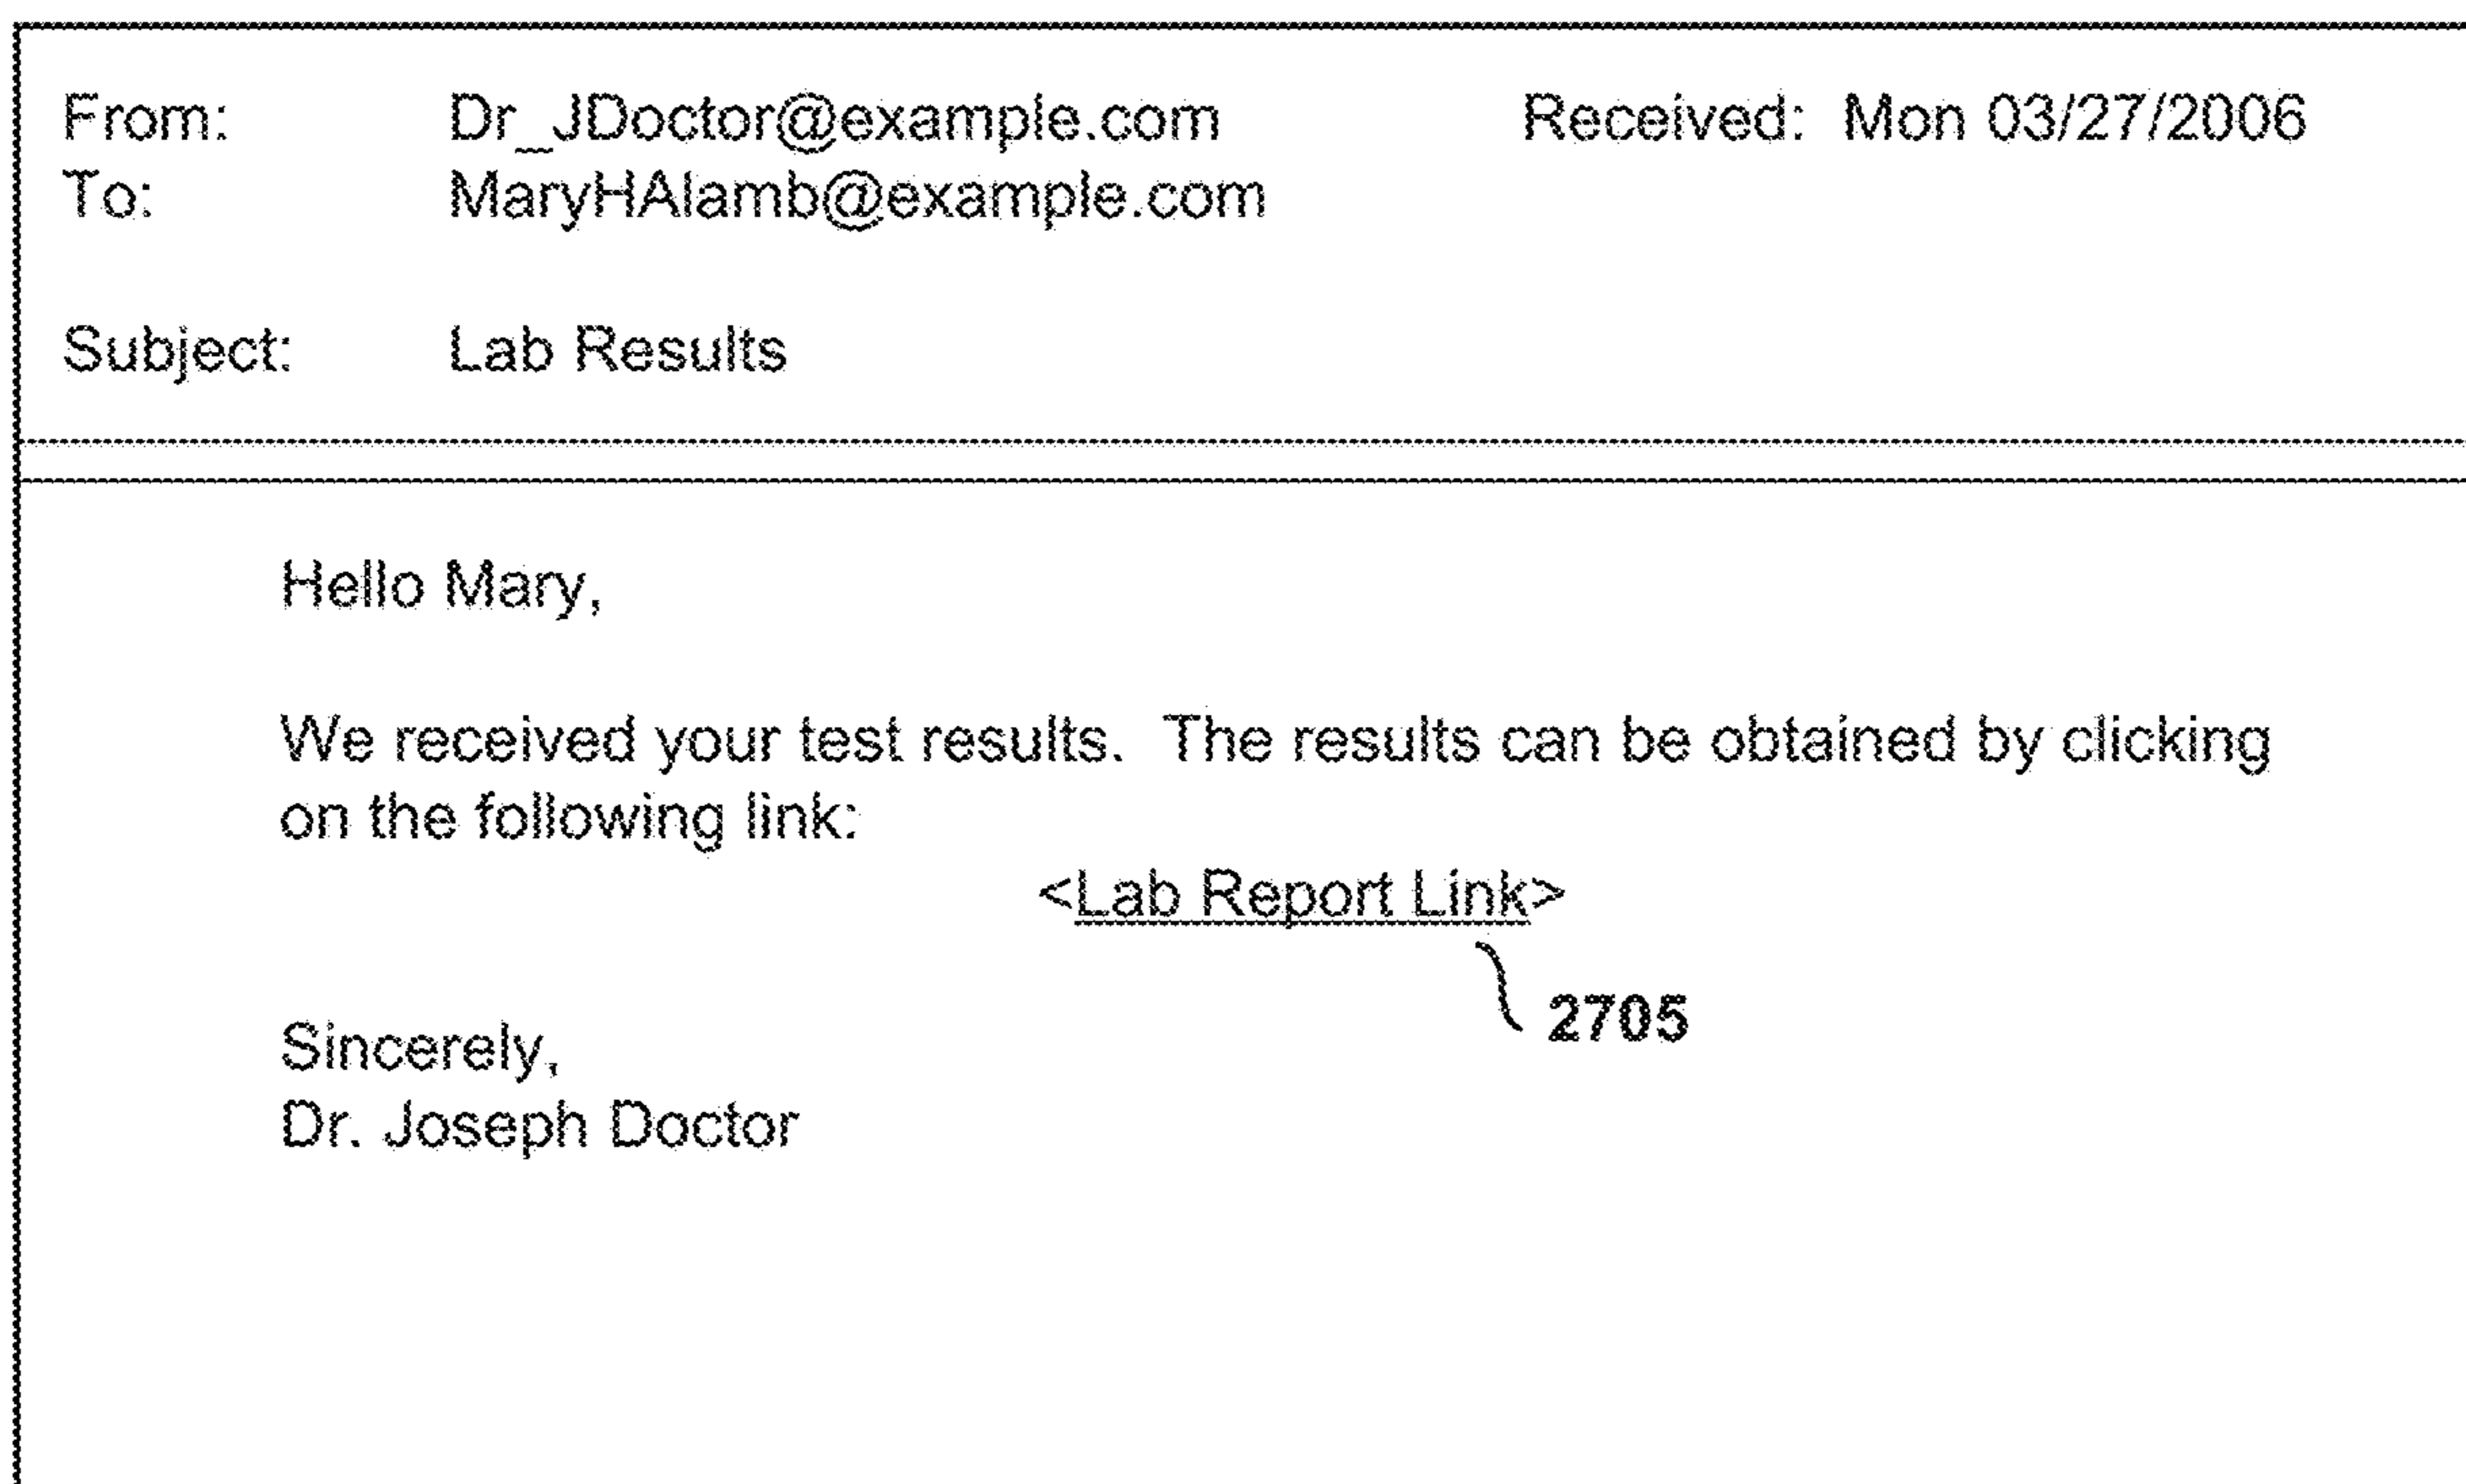 From: Dr_JDoctor@example.com Received: Mon 03/27/2006
To: MaryHAlamb@example.com
Subject: Lab Results
Hello Mary,
We received your test results. The results can be obtained by clicking
on the following link:
<Lab Report Link>
2705
Sincerely,
Dr. Joseph Doctor